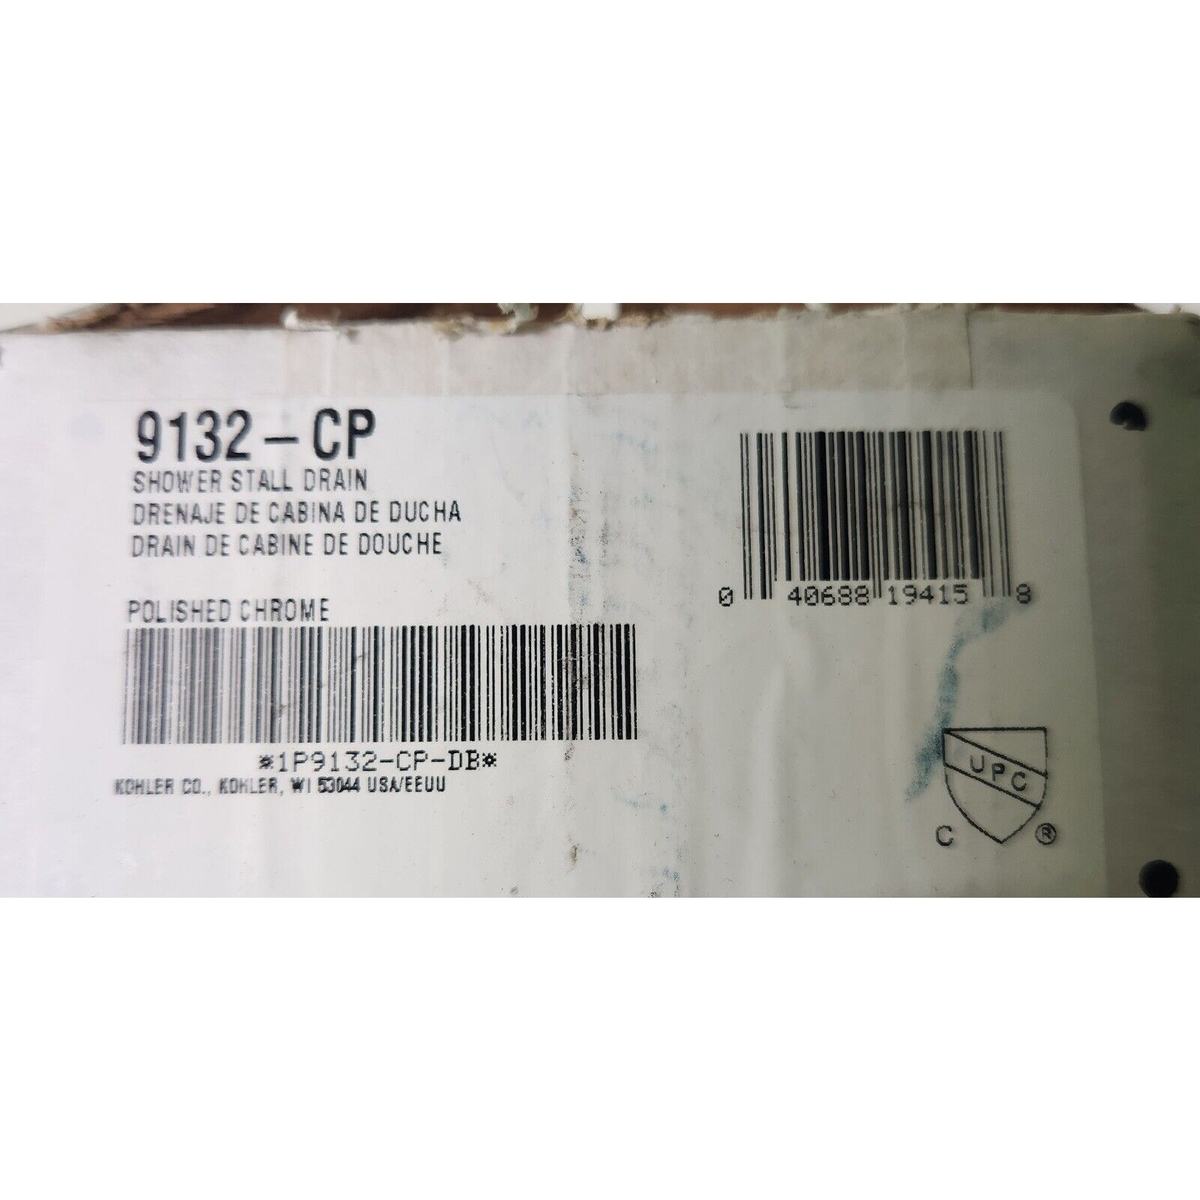 9132-CP
SHOWER STALL DRAIN
DRENAJE DE CABINA DE DUCHA
DRAIN DE CABINE DE DOUCHE
POLISHED CHROME
*1P9132-CP-DB*
KOHLER CO., KOHLER, WI 53044 USA/EEUU
0 40688 19415 8
UPC
C ®